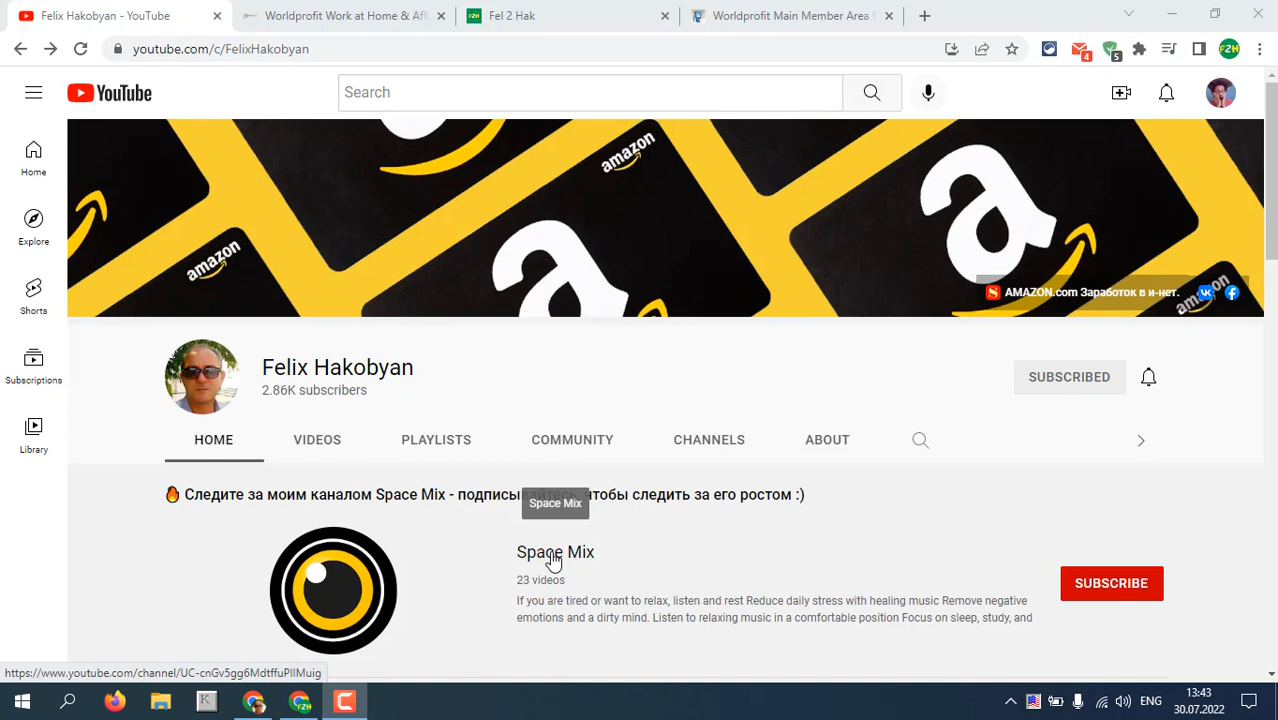 Felix Hakobyan - YouTube
Worldprofit Work at Home & Affi
Fel 2 Hak
Worldprofit Main Member Area f
youtube.com/c/FelixHakobyan
4
5
F2H
YouTube
Search
Home
Explore
Shorts
Subscriptions
Library
amazon
amazon
amazon
a
a
AMAZON.com Заработок в и-нет.
Felix Hakobyan
2.86K subscribers
SUBSCRIBED
HOME
VIDEOS
PLAYLISTS
COMMUNITY
CHANNELS
ABOUT
Следите за моим каналом Space Mix - подписывайтесь, чтобы следить за его ростом :)
Space Mix
Space Mix
23 videos
If you are tired or want to relax, listen and rest Reduce daily stress with healing music Remove negative
emotions and a dirty mind. Listen to relaxing music in a comfortable position Focus on sleep, study, and
SUBSCRIBE
https://www.youtube.com/channel/UC-cnGv5gg6MdtffuPIIMuig
ENG
13:43
30.07.2022